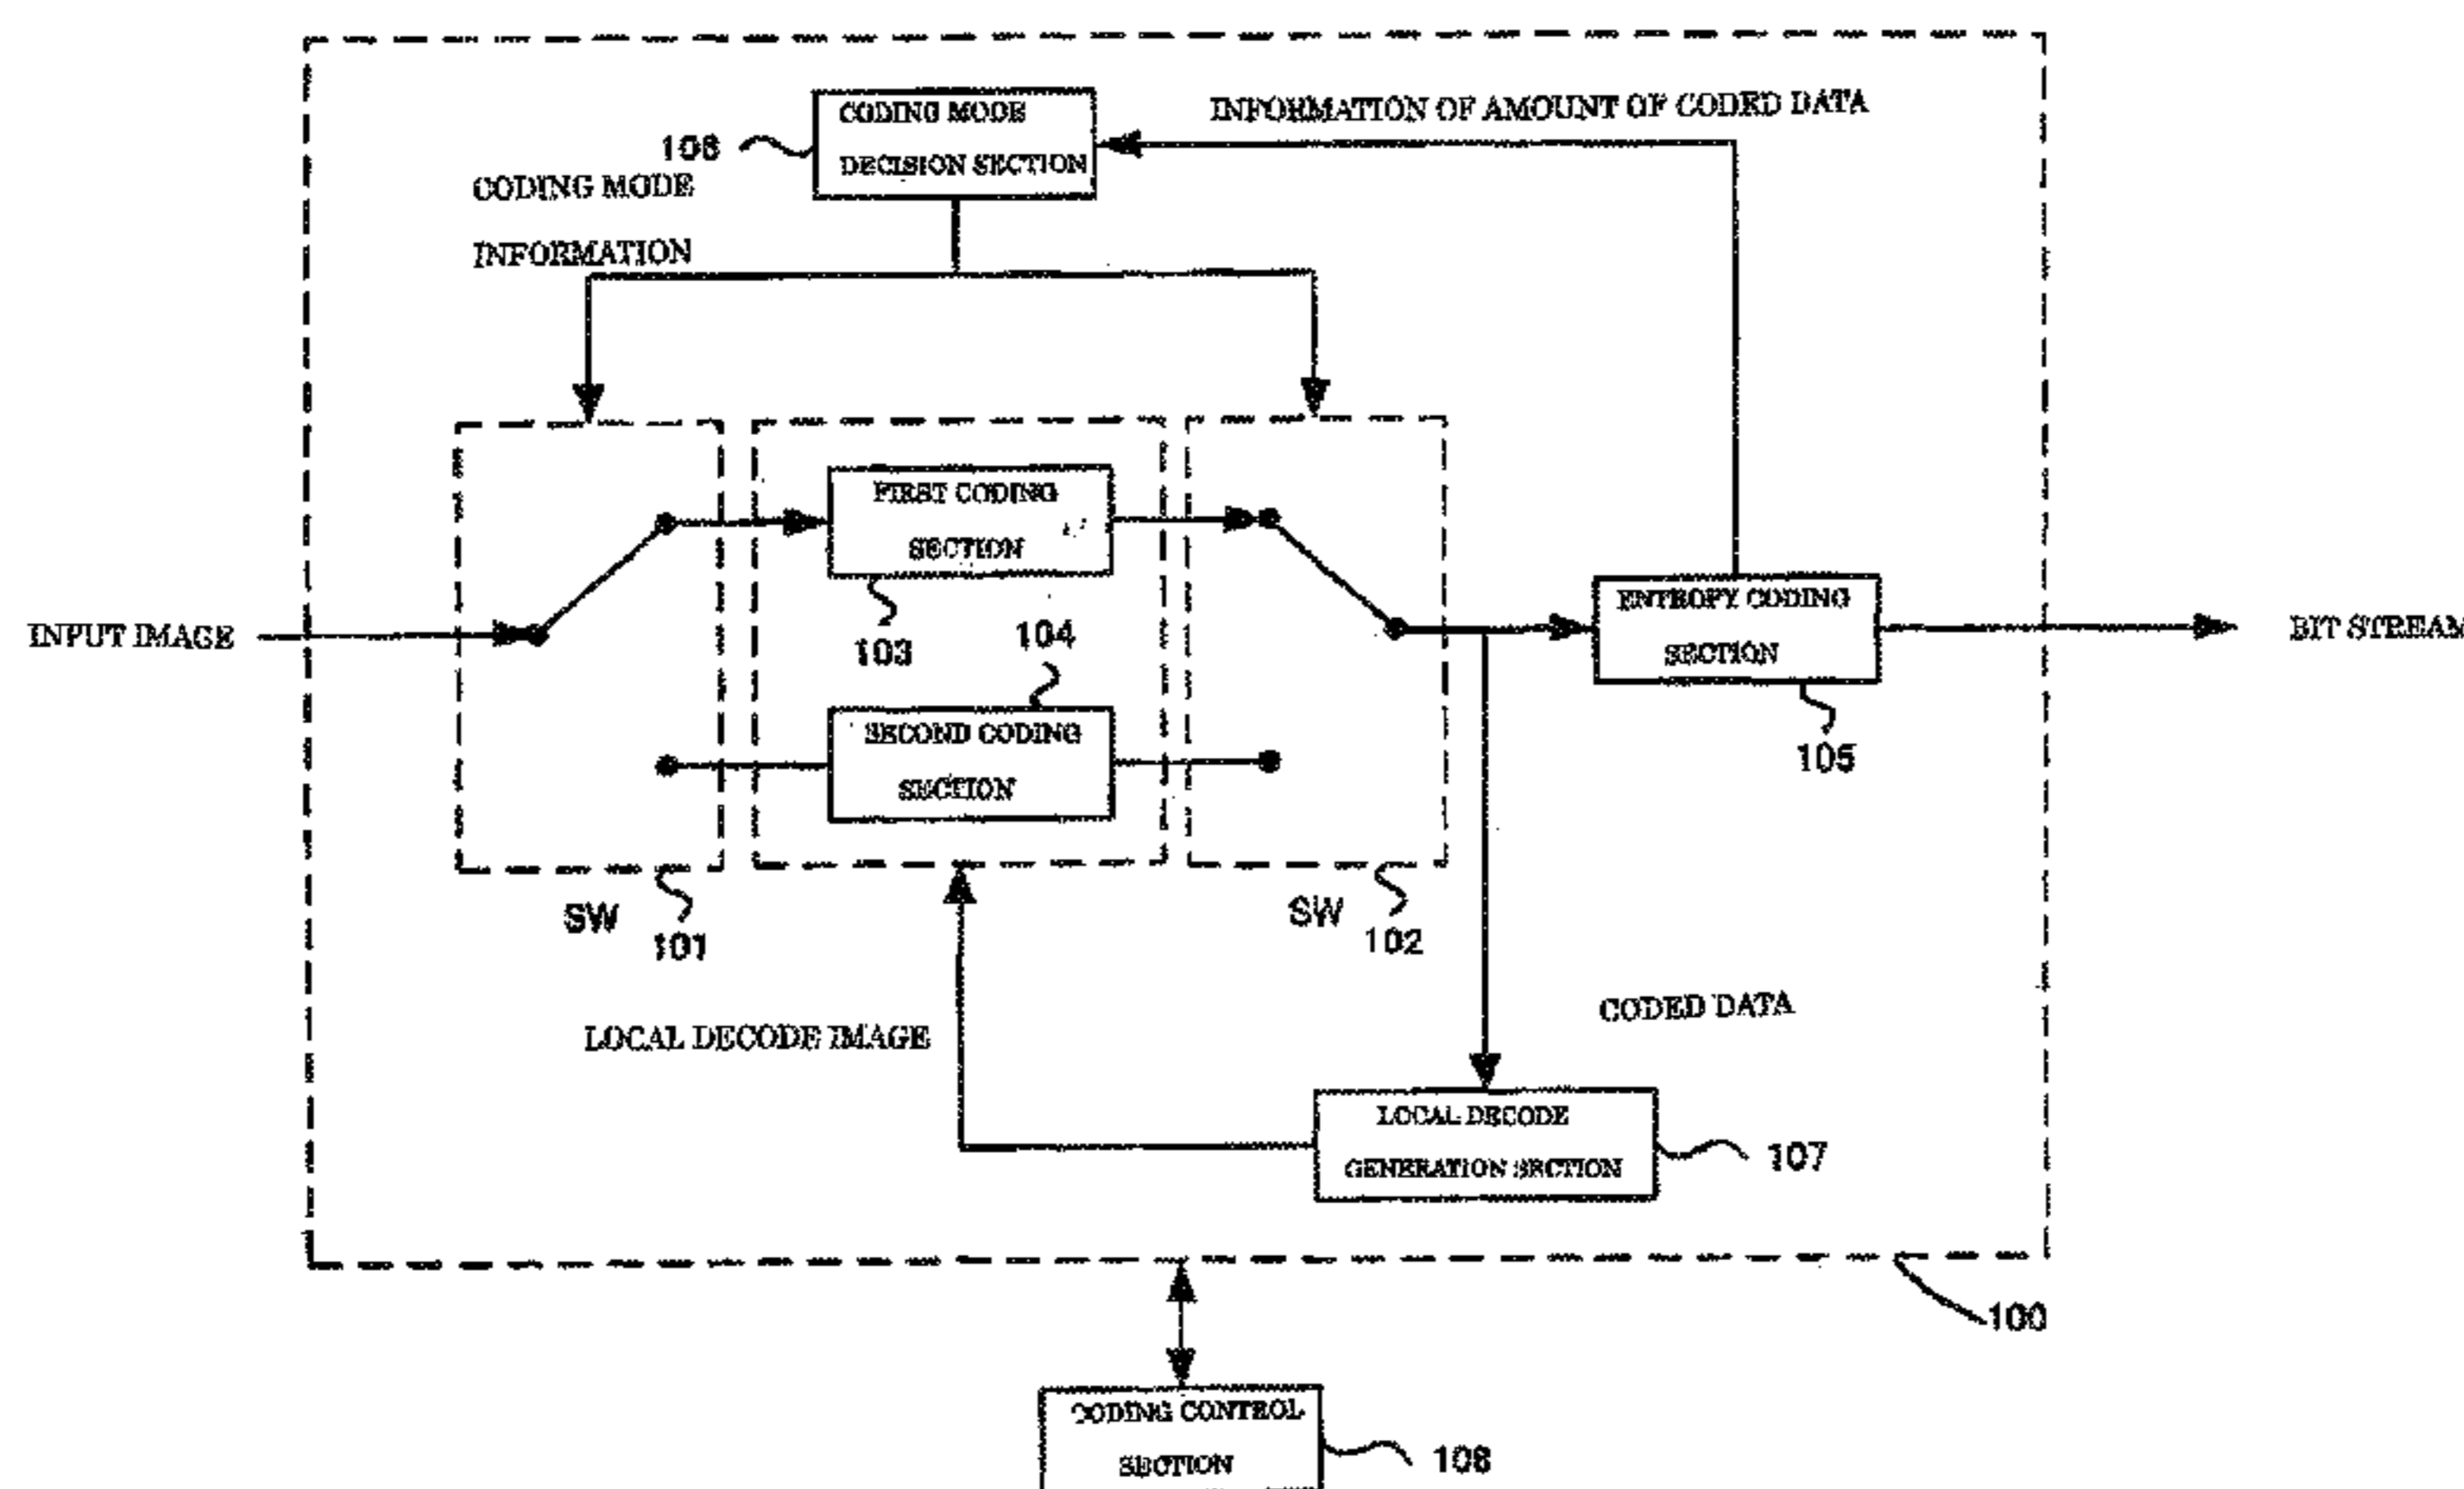 CODING MODE
DECISION SECTION
106
INFORMATION OF AMOUNT OF CODED DATA
CODING MODE
INFORMATION
FIRST CODING
SECTION
103
104
SECOND CODING
SECTION
INPUT IMAGE
ENTROPY CODING
SECTION
105
BIT STREAM
SW
101
SW
102
LOCAL DECODE IMAGE
CODED DATA
LOCAL DECODE
GENERATION SECTION
107
100
CODING CONTROL
SECTION
108